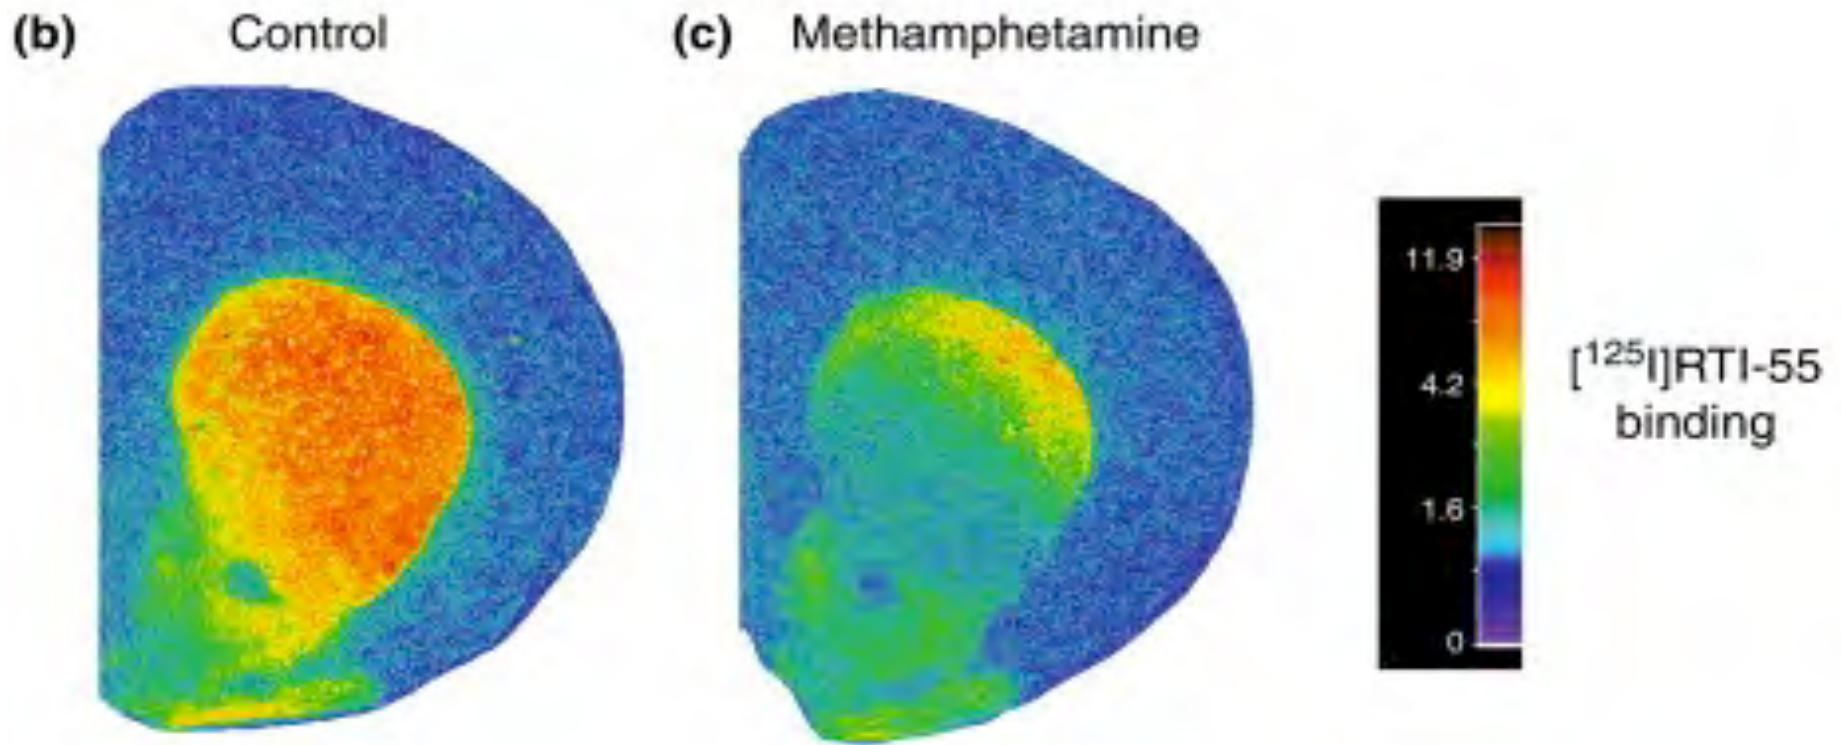 (b) Control
(c) Methamphetamine
11.9
4.2
1.6
0
[¹²⁵I]RTI-55
binding